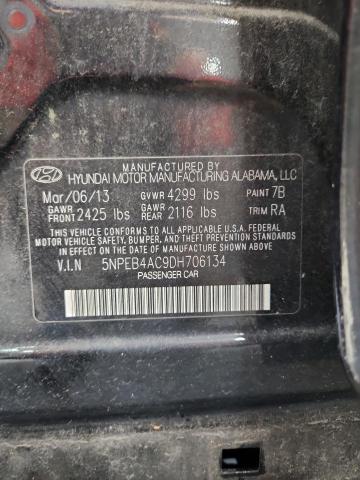 MANUFACTURED BY
HYUNDAI MOTOR MANUFACTURING ALABAMA, LLC
Mar/06/13 GVWR 4299 lbs PAINT 7B
GAWR FRONT 2425 lbs GAWR REAR 2116 lbs TRIM RA
THIS VEHICLE CONFORMS TO ALL APPLICABLE U.S.A. FEDERAL
MOTOR VEHICLE SAFETY, BUMPER, AND THEFT PREVENTION STANDARDS
IN EFFECT ON THE DATE OF MANUFACTURE SHOWN ABOVE.
V.I.N 5NPEB4AC9DH706134
PASSENGER CAR